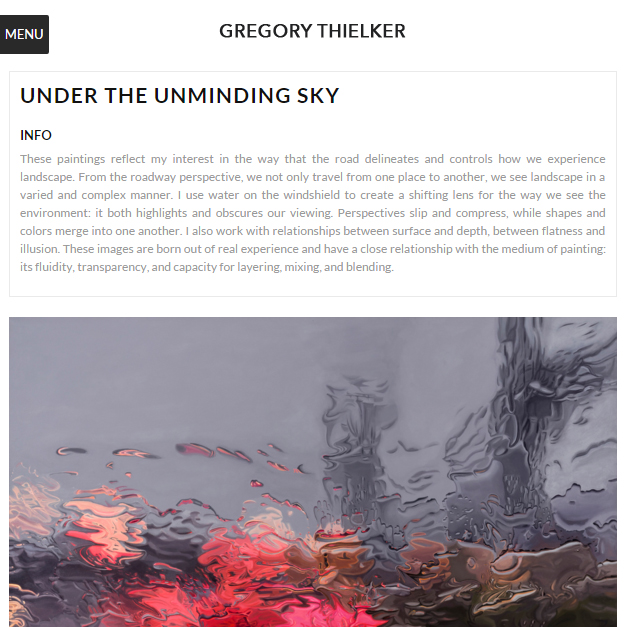 MENU
GREGORY THIELKER
UNDER THE UNMINDING SKY
INFO
These paintings reflect my interest in the way that the road delineates and controls how we experience
landscape. From the roadway perspective, we not only travel from one place to another, we see landscape in a
varied and complex manner. I use water on the windshield to create a shifting lens for the way we see the
environment: it both highlights and obscures our viewing. Perspectives slip and compress, while shapes and
colors merge into one another. I also work with relationships between surface and depth, between flatness and
illusion. These images are born out of real experience and have a close relationship with the medium of painting:
its fluidity, transparency, and capacity for layering, mixing, and blending.